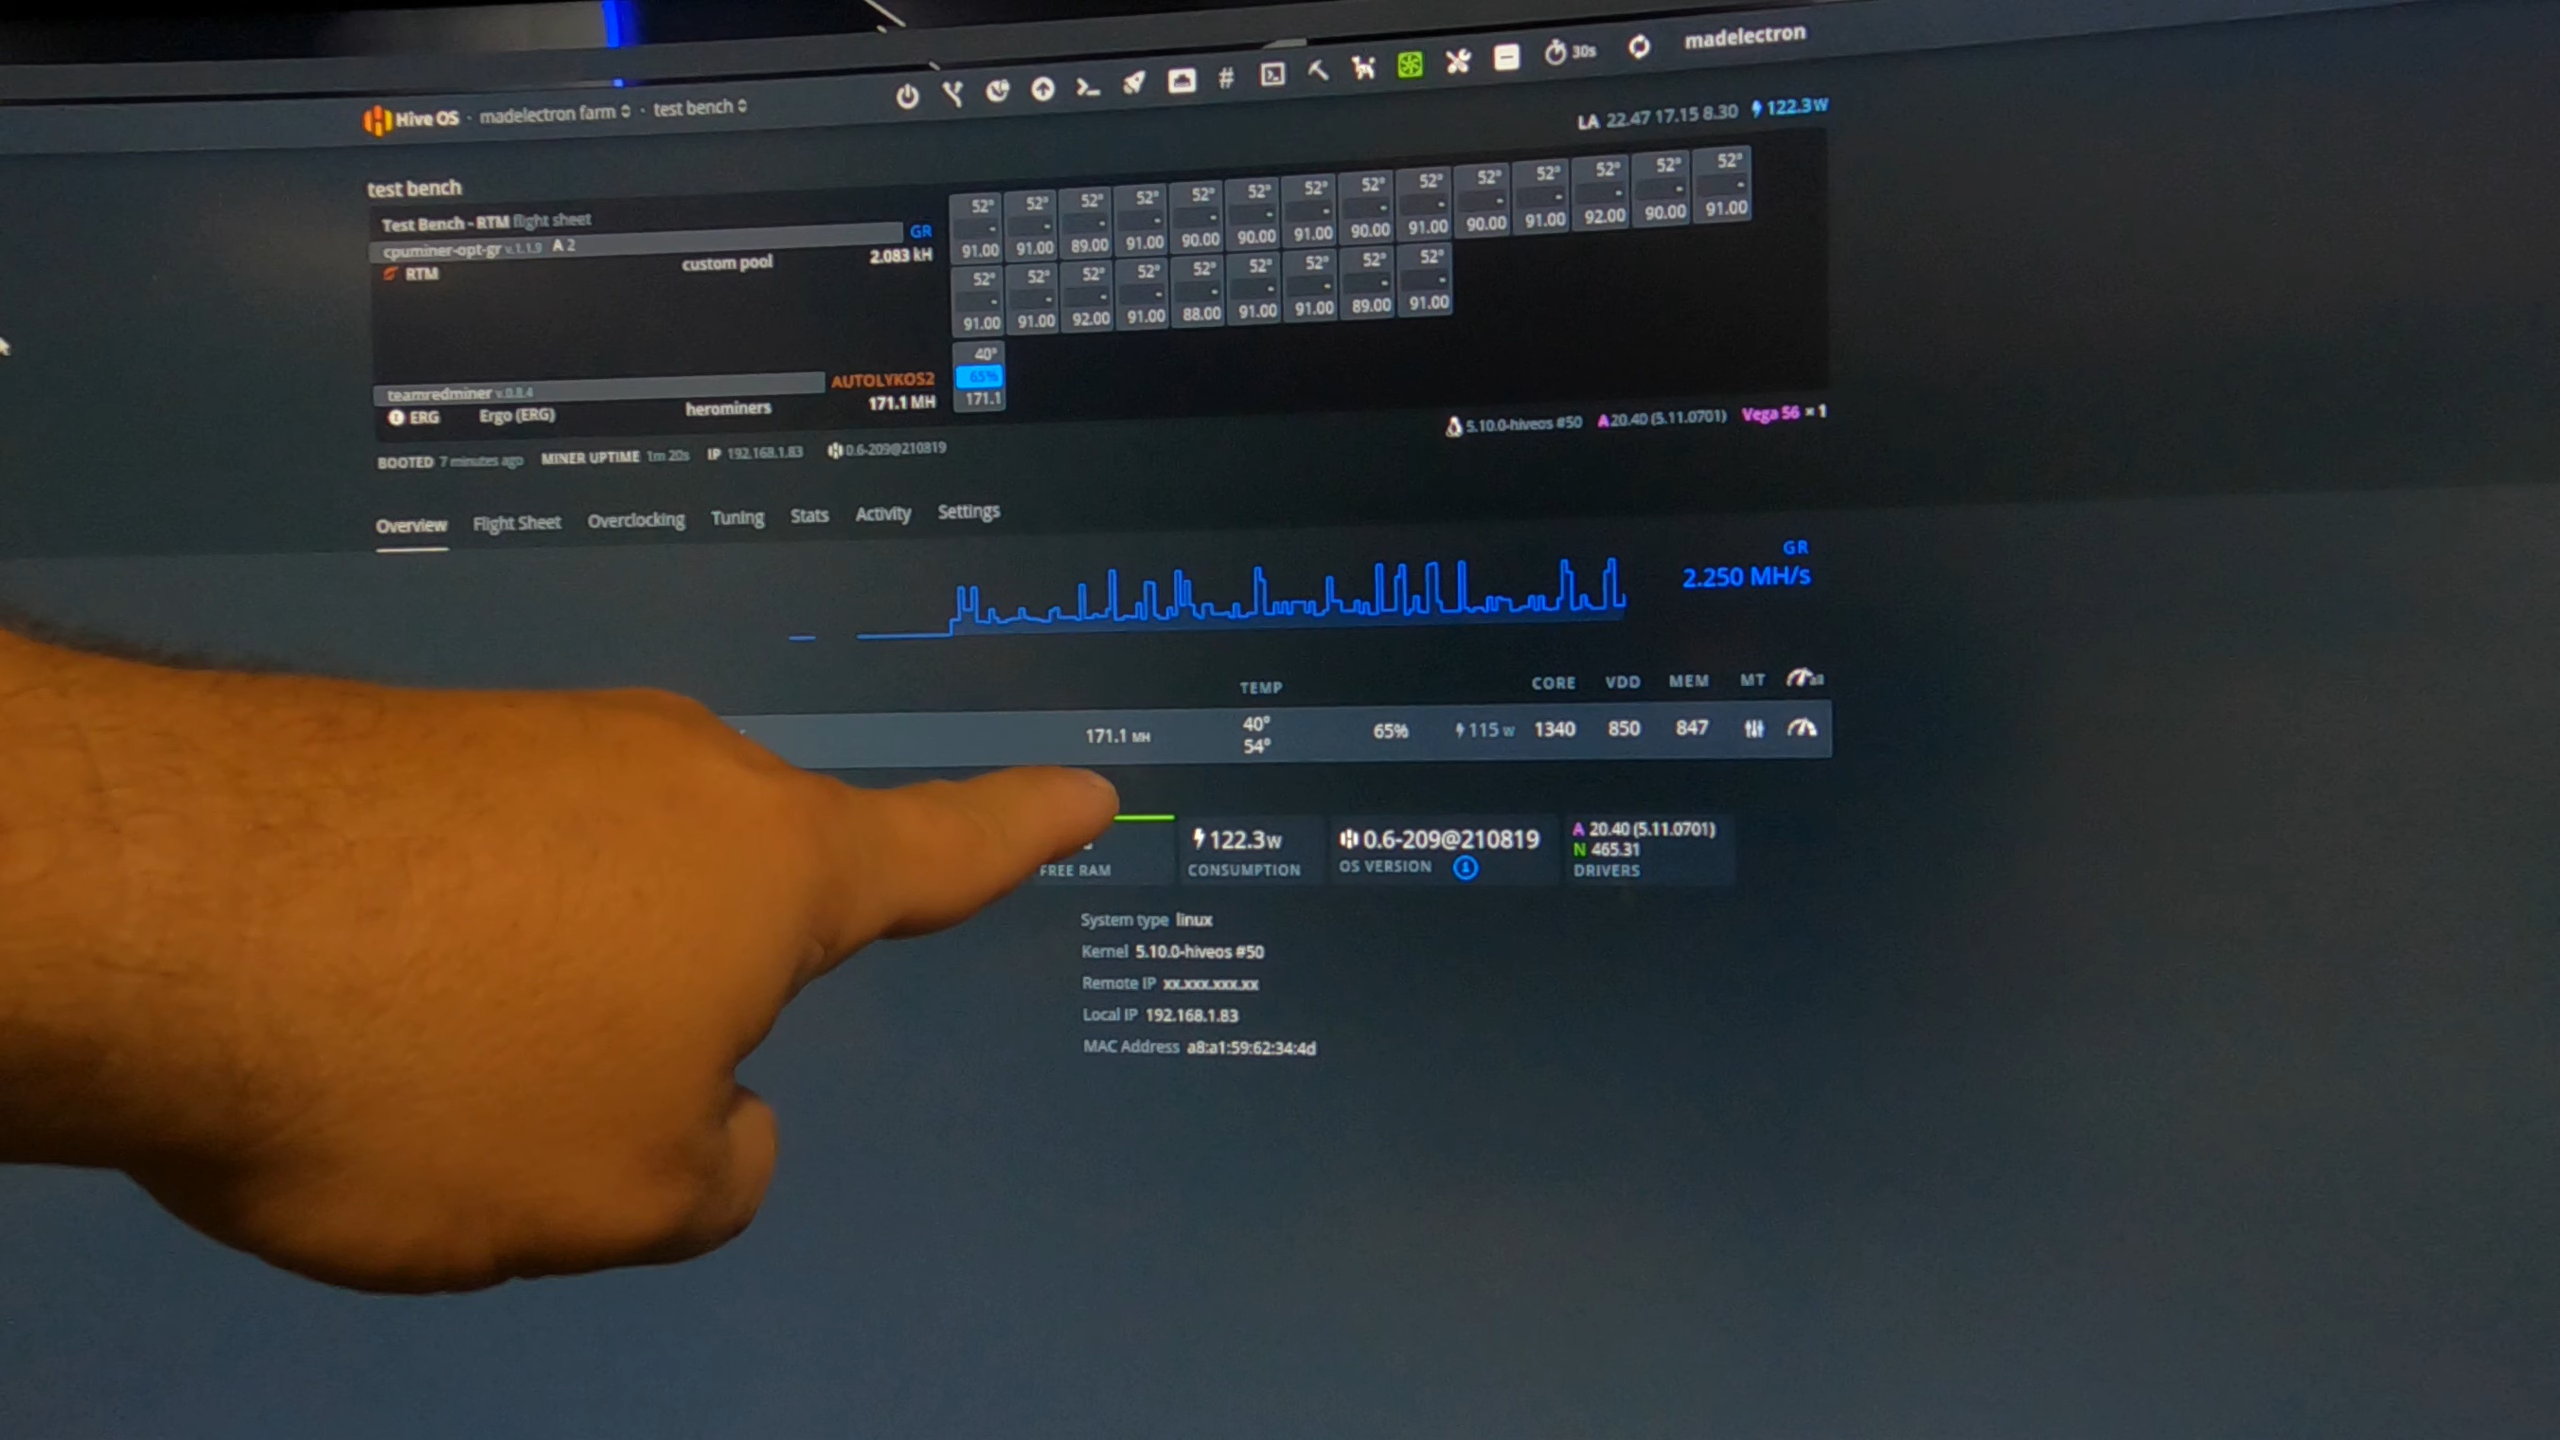 30s madelectron
Hive OS · madelectron farm · test bench
LA 22.47 17.15 8.30 122.3W
test bench
Test Bench - RTM flight sheet
cpuminer-opt-gr v.1.1.9 A 2 GR
RTM custom pool 2.083 kH
52° 52° 52° 52° 52° 52° 52° 52° 52° 52° 52° 52° 52° 52°
- - - - - - - - - - - - - -
91.00 91.00 89.00 91.00 90.00 90.00 91.00 90.00 91.00 90.00 91.00 92.00 90.00 91.00
52° 52° 52° 52° 52° 52° 52° 52° 52°
- - - - - - - - -
91.00 91.00 92.00 91.00 88.00 91.00 91.00 89.00 91.00
teamredminer v.0.8.4 AUTOLYKOS2
ERG Ergo (ERG) herominers 171.1 MH
40°
65%
171.1
5.10.0-hiveos #50 A 20.40 (5.11.0701) Vega 56 × 1
BOOTED 7 minutes ago MINER UPTIME 1m 20s IP 192.168.1.83 0.6-209@210819
Overview Flight Sheet Overclocking Tuning Stats Activity Settings
GR
2.250 MH/s
TEMP CORE VDD MEM MT
171.1 MH 40° 65% 115 W 1340 850 847
54°
122.3W 0.6-209@210819 A 20.40 (5.11.0701)
N 465.31
FREE RAM CONSUMPTION OS VERSION DRIVERS
System type linux
Kernel 5.10.0-hiveos #50
Remote IP xx.xxx.xxx.xx
Local IP 192.168.1.83
MAC Address a8:a1:59:62:34:4d